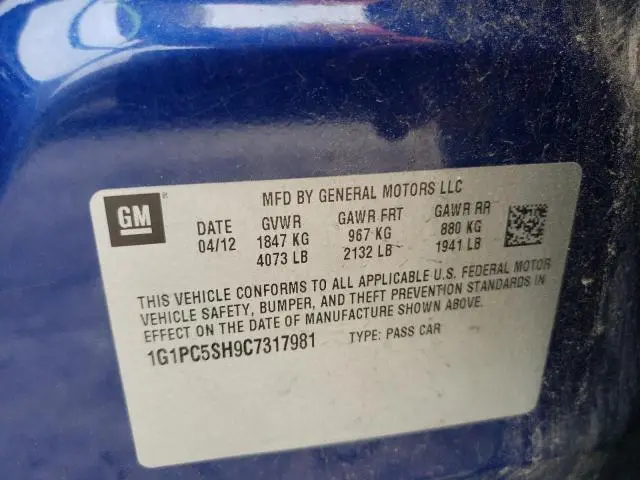 GM
MFD BY GENERAL MOTORS LLC
DATE GVWR GAWR FRT GAWR RR
04/12 1847 KG 967 KG 880 KG
4073 LB 2132 LB 1941 LB
THIS VEHICLE CONFORMS TO ALL APPLICABLE U.S. FEDERAL MOTOR
VEHICLE SAFETY, BUMPER, AND THEFT PREVENTION STANDARDS IN
EFFECT ON THE DATE OF MANUFACTURE SHOWN ABOVE.
1G1PC5SH9C7317981 TYPE: PASS CAR